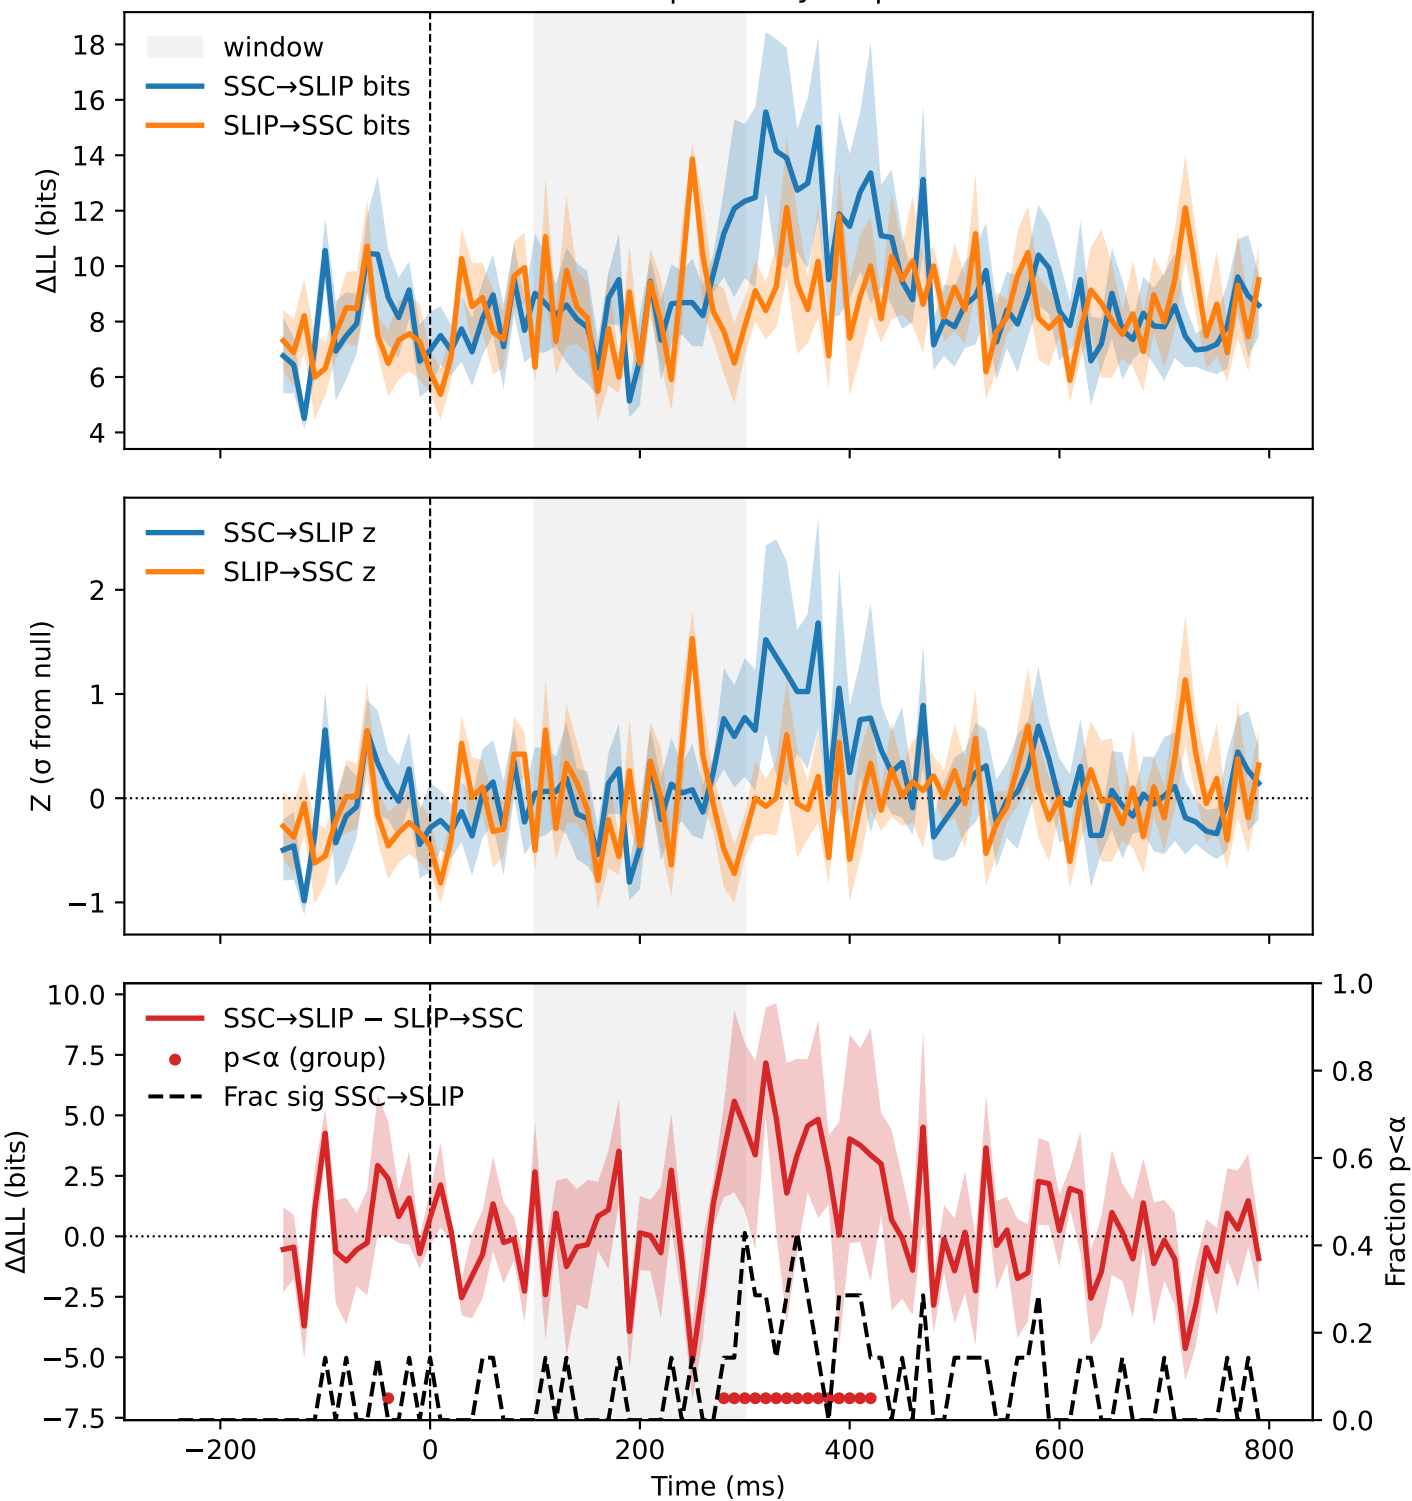 18
16
14
12
10
8
6
4
ΔLL (bits)
window
SSC→SLIP bits
SLIP→SSC bits
2
1
0
−1
Z (σ from null)
SSC→SLIP z
SLIP→SSC z
10.0
7.5
5.0
2.5
0.0
−2.5
−5.0
−7.5
ΔΔLL (bits)
SSC→SLIP − SLIP→SSC
p<α (group)
Frac sig SSC→SLIP
1.0
0.8
0.6
0.4
0.2
0.0
Fraction p<α
−200
0
200
400
600
800
Time (ms)